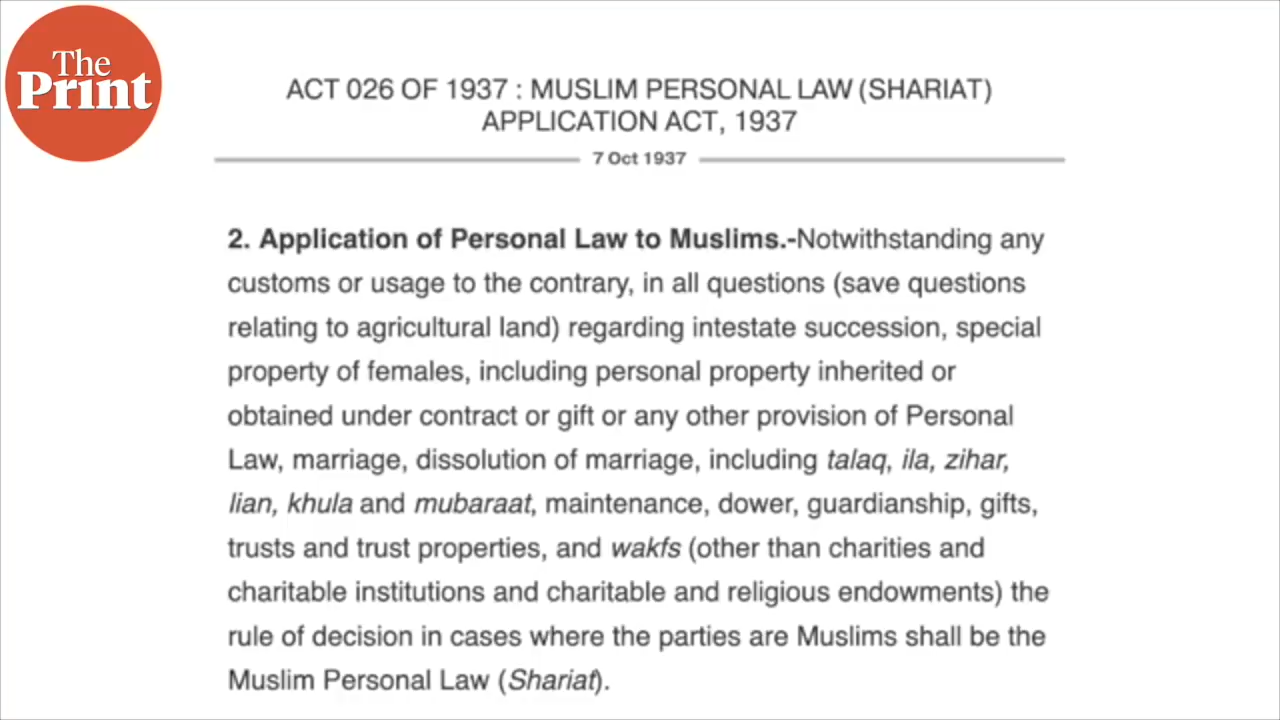 The
Print
ACT 026 OF 1937 : MUSLIM PERSONAL LAW (SHARIAT)
APPLICATION ACT, 1937
7 Oct 1937
2. Application of Personal Law to Muslims.-Notwithstanding any
customs or usage to the contrary, in all questions (save questions
relating to agricultural land) regarding intestate succession, special
property of females, including personal property inherited or
obtained under contract or gift or any other provision of Personal
Law, marriage, dissolution of marriage, including talaq, ila, zihar,
lian, khula and mubaraat, maintenance, dower, guardianship, gifts,
trusts and trust properties, and wakfs (other than charities and
charitable institutions and charitable and religious endowments) the
rule of decision in cases where the parties are Muslims shall be the
Muslim Personal Law (Shariat).